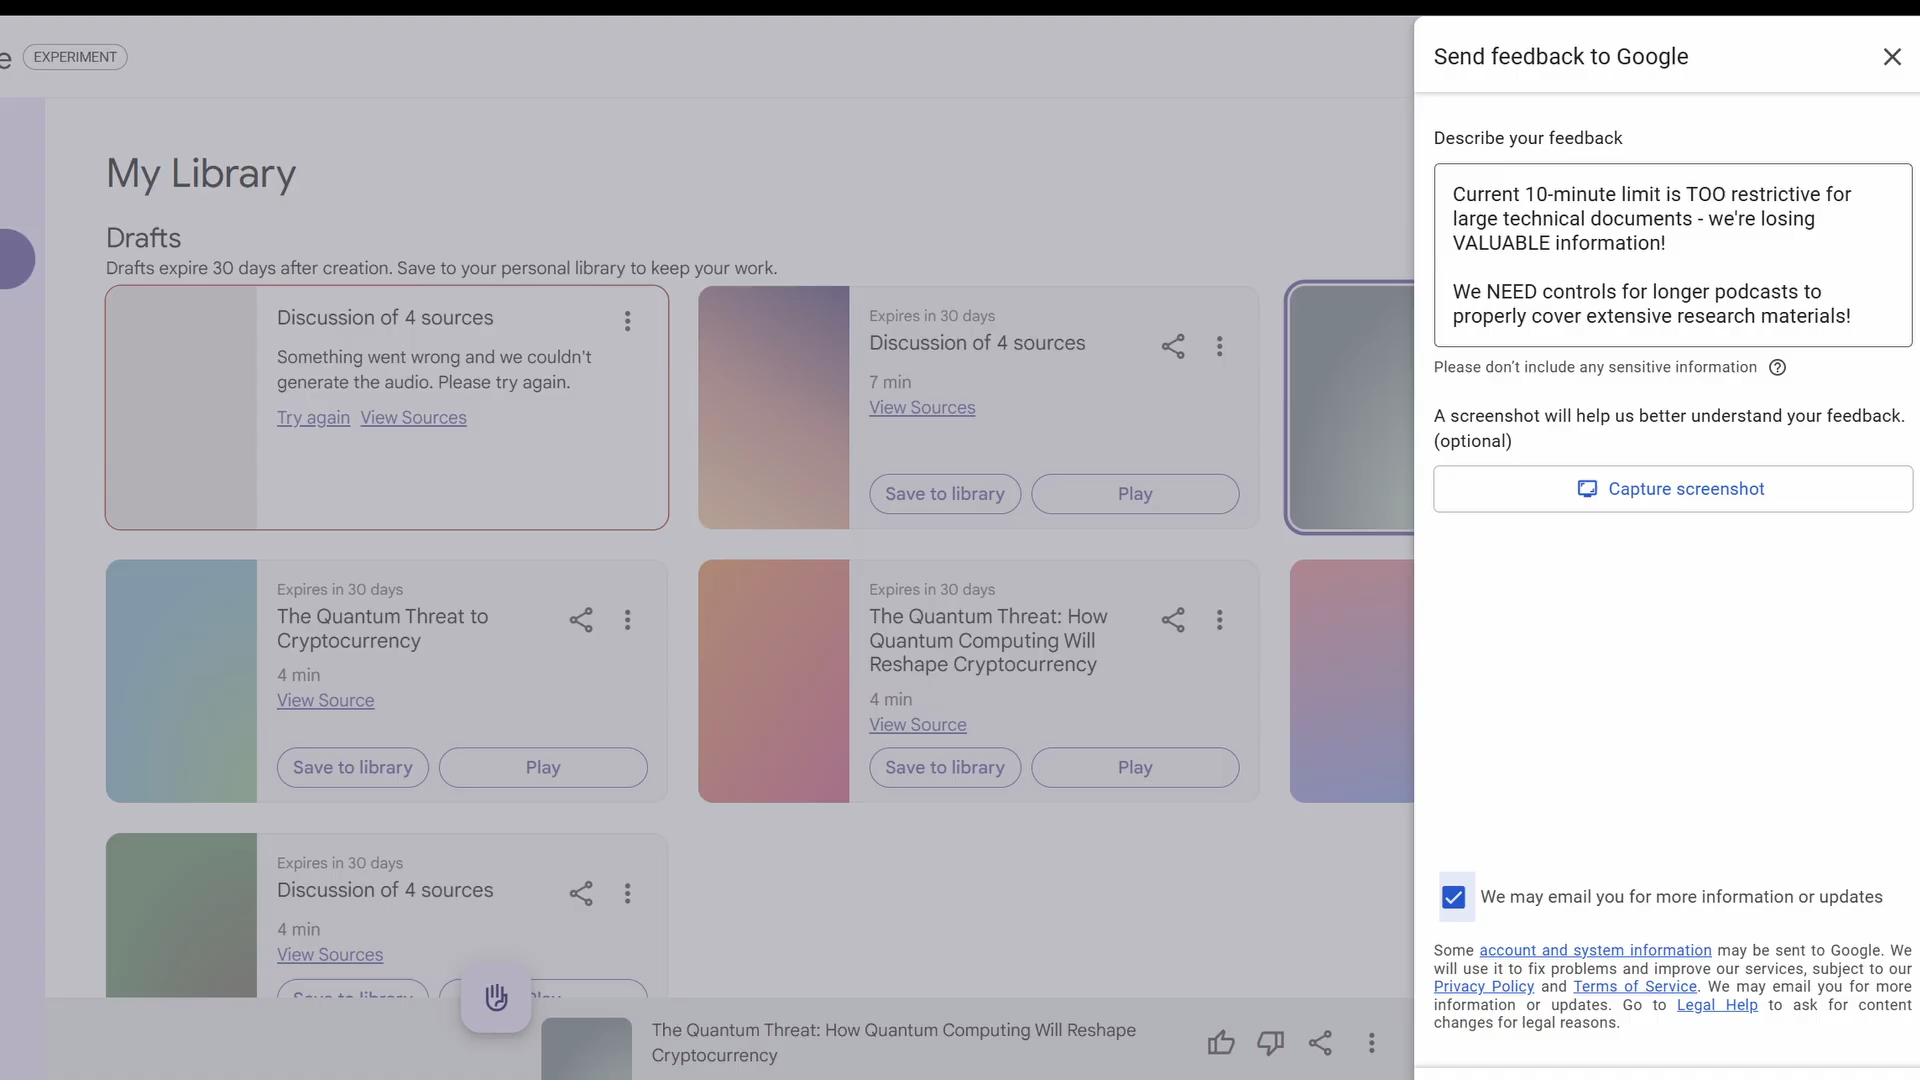 e EXPERIMENT
My Library
Drafts
Drafts expire 30 days after creation. Save to your personal library to keep your work.
Discussion of 4 sources
Something went wrong and we couldn't
generate the audio. Please try again.
Try again View Sources
Expires in 30 days
Discussion of 4 sources
7 min
View Sources
Save to library Play
Expires in 30 days
The Quantum Threat to
Cryptocurrency
4 min
View Source
Save to library Play
Expires in 30 days
The Quantum Threat: How
Quantum Computing Will
Reshape Cryptocurrency
4 min
View Source
Save to library Play
Expires in 30 days
Discussion of 4 sources
4 min
View Sources
Save to library Play
The Quantum Threat: How Quantum Computing Will Reshape
Cryptocurrency
Send feedback to Google
Describe your feedback
Current 10-minute limit is TOO restrictive for
large technical documents - we're losing
VALUABLE information!
We NEED controls for longer podcasts to
properly cover extensive research materials!
Please don't include any sensitive information
A screenshot will help us better understand your feedback.
(optional)
Capture screenshot
We may email you for more information or updates
Some account and system information may be sent to Google. We
will use it to fix problems and improve our services, subject to our
Privacy Policy and Terms of Service. We may email you for more
information or updates. Go to Legal Help to ask for content
changes for legal reasons.